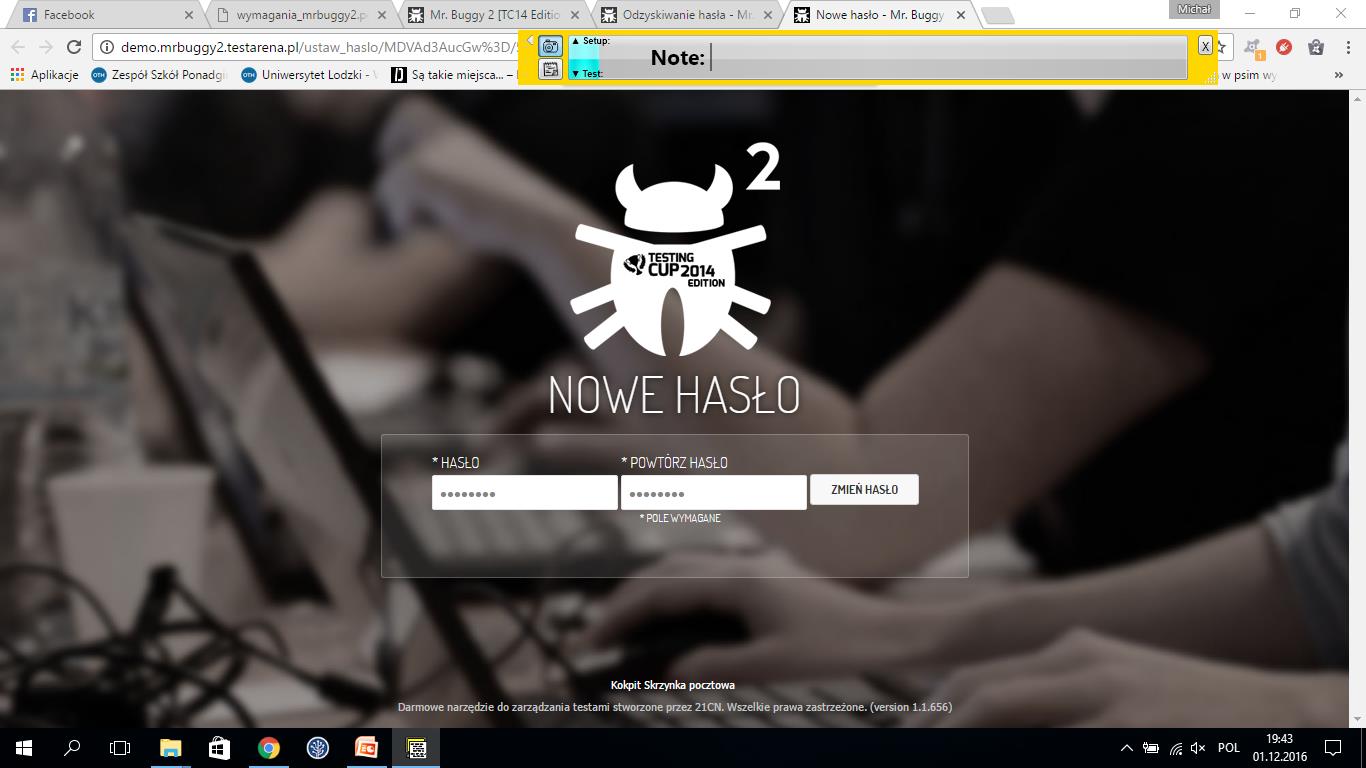 Facebook
wymagania_mrbuggy2.p
Mr. Buggy 2 [TC14 Editio
Odzyskiwanie hasła - Mr.
Nowe hasło - Mr. Buggy
Michał
demo.mrbuggy2.testarena.pl/ustaw_haslo/MDVAd3AucGw%3D/
▲ Setup:
Note:
▼ Test:
X
Aplikacje
Zespół Szkół Ponadgi
Uniwersytet Lodzki -
Są takie miejsca... –
w psim wy
»
2
TESTING
CUP 2014
EDITION
NOWE HASŁO
* HASŁO
* POWTÓRZ HASŁO
ZMIEŃ HASŁO
* POLE WYMAGANE
Kokpit Skrzynka pocztowa
Darmowe narzędzie do zarządzania testami stworzone przez 21CN. Wszelkie prawa zastrzeżone. (version 1.1.656)
POL
19:43
01.12.2016